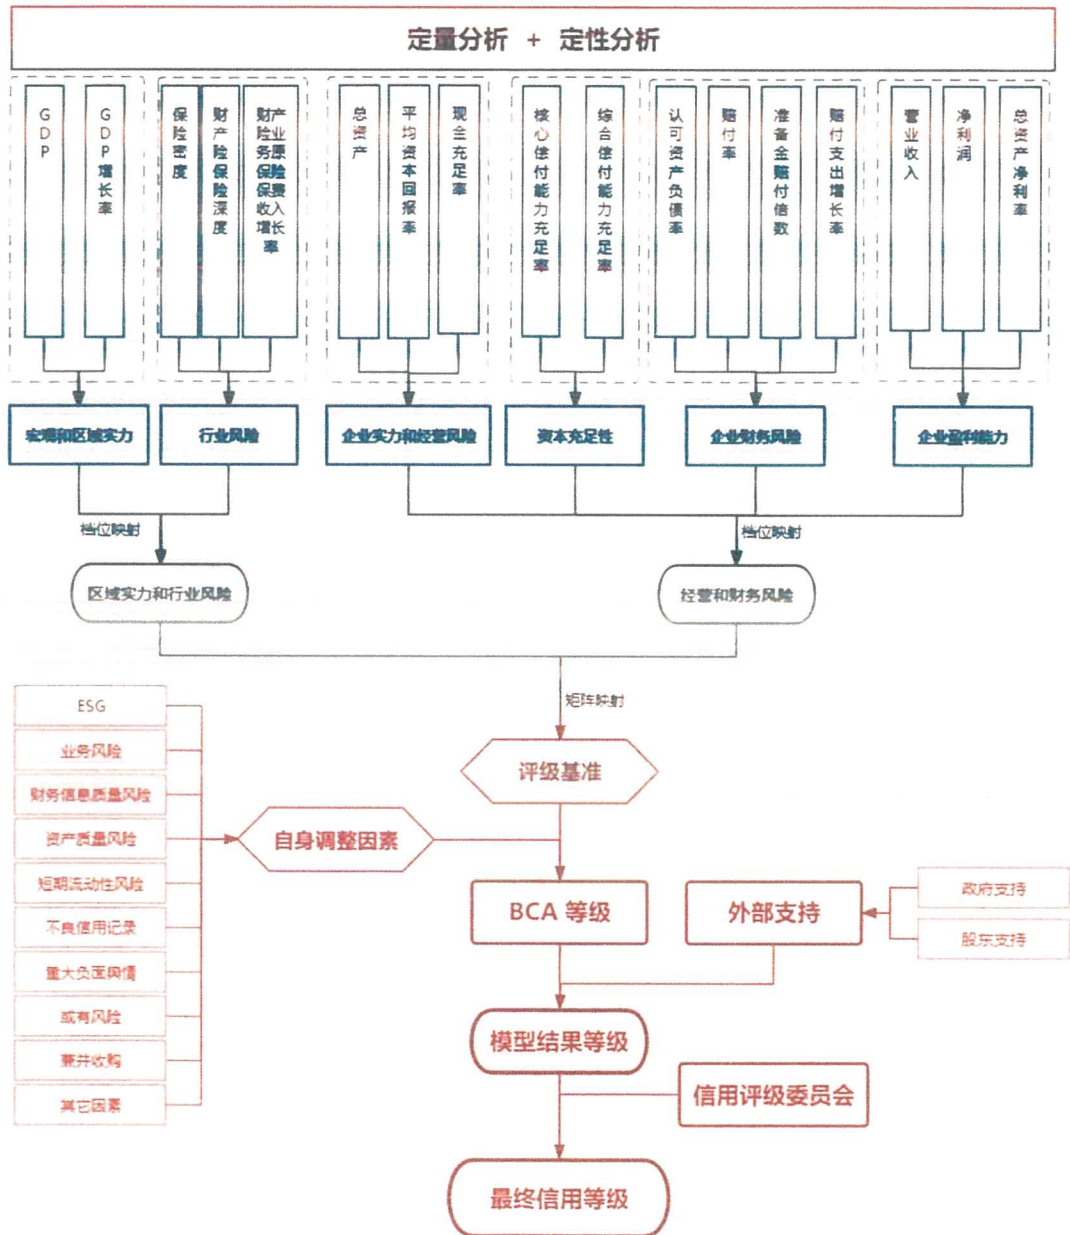 定量分析 + 定性分析
GDP
GDP增长率
保险密度
财产险保险深度
财产险业务原保险保费收入增长率
总资产
平均资本回报率
现金充足率
核心偿付能力充足率
综合偿付能力充足率
认可资产负债率
赔付率
准备金赔付倍数
赔付支出增长率
营业收入
净利润
总资产净利率
宏观和区域实力
行业风险
企业实力和经营风险
资本充足性
企业财务风险
企业盈利能力
档位映射
档位映射
区域实力和行业风险
经营和财务风险
矩阵映射
ESG
业务风险
财务信息质量风险
资产质量风险
短期流动性风险
不良信用记录
重大负面舆情
或有风险
兼并收购
其它因素
自身调整因素
评级基准
BCA 等级
外部支持
政府支持
股东支持
模型结果等级
信用评级委员会
最终信用等级